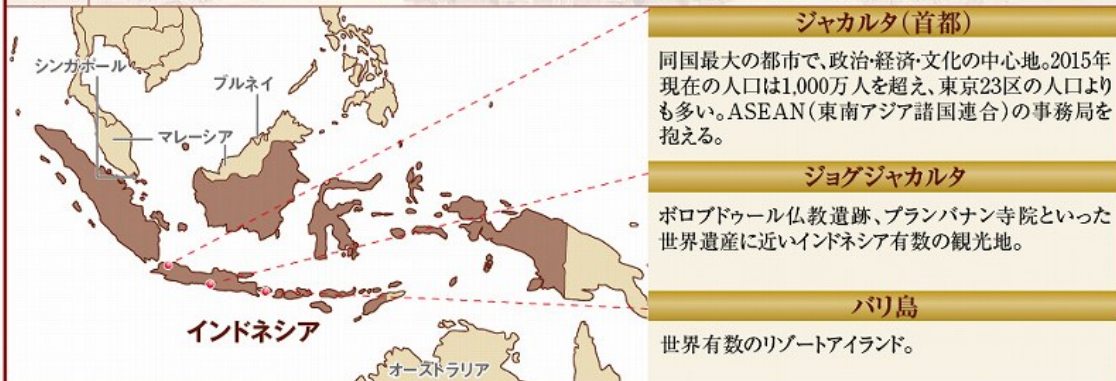 シンガポール
ブルネイ
マレーシア
インドネシア
オーストラリア
ジャカルタ(首都)
同国最大の都市で、政治・経済・文化の中心地。2015年
現在の人口は1,000万人を超え、東京23区の人口より
も多い。ASEAN(東南アジア諸国連合)の事務局を
抱える。
ジョグジャカルタ
ボロブドゥール仏教遺跡、プランバナン寺院といった
世界遺産に近いインドネシア有数の観光地。
バリ島
世界有数のリゾートアイランド。